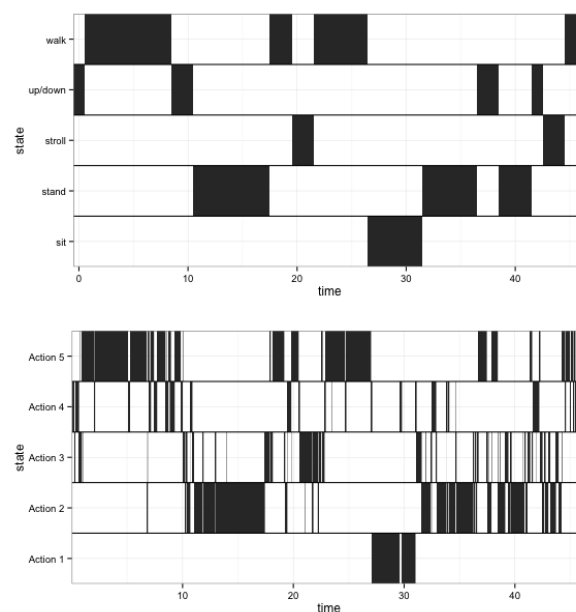 walk
up/down
stroll
stand
sit
state
0 10 20 30 40
time
Action 5
Action 4
Action 3
Action 2
Action 1
state
10 20 30 40
time